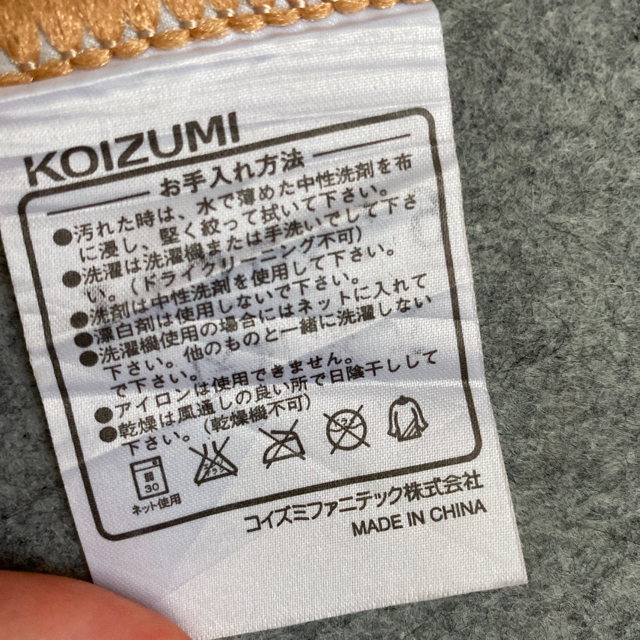 KOIZUMI
お手入れ方法
●汚れた時は、水で薄めた中性洗剤を布
に浸し、堅く絞って拭いて下さい。
●洗濯は洗濯機または手洗いでして下さ
い。(ドライクリーニング不可)
●洗剤は中性洗剤を使用して下さい。
●漂白剤は使用しないで下さい。
●洗濯機使用の場合にはネットに入れて
下さい。他のものと一緒に洗濯しない
で下さい。
●アイロンは使用できません。
●乾燥は風通しの良い所で日陰干しして
下さい。(乾燥機不可)
弱
30
ネット使用
コイズミファニテック株式会社
MADE IN CHINA